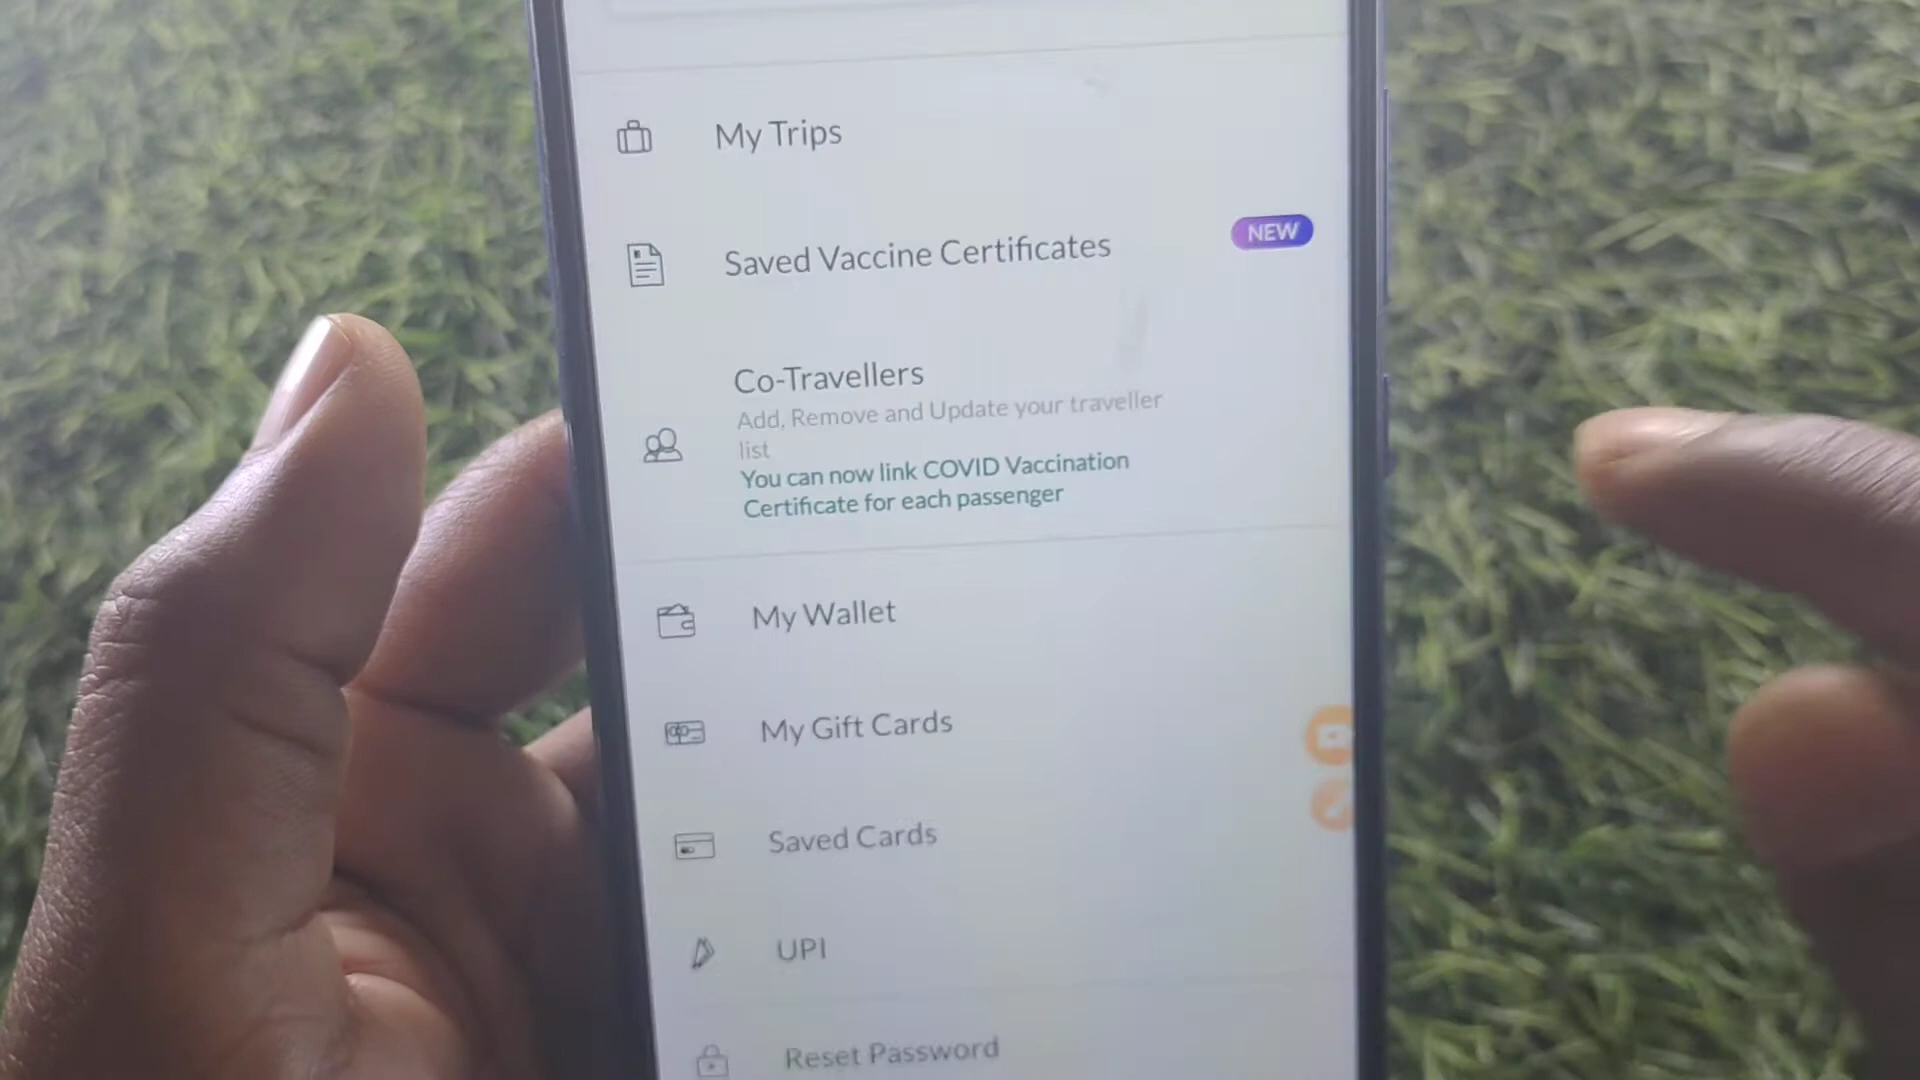 My Trips
Saved Vaccine Certificates
NEW
Co-Travellers
Add, Remove and Update your traveller
list
You can now link COVID Vaccination
Certificate for each passenger
My Wallet
My Gift Cards
Saved Cards
UPI
Reset Password